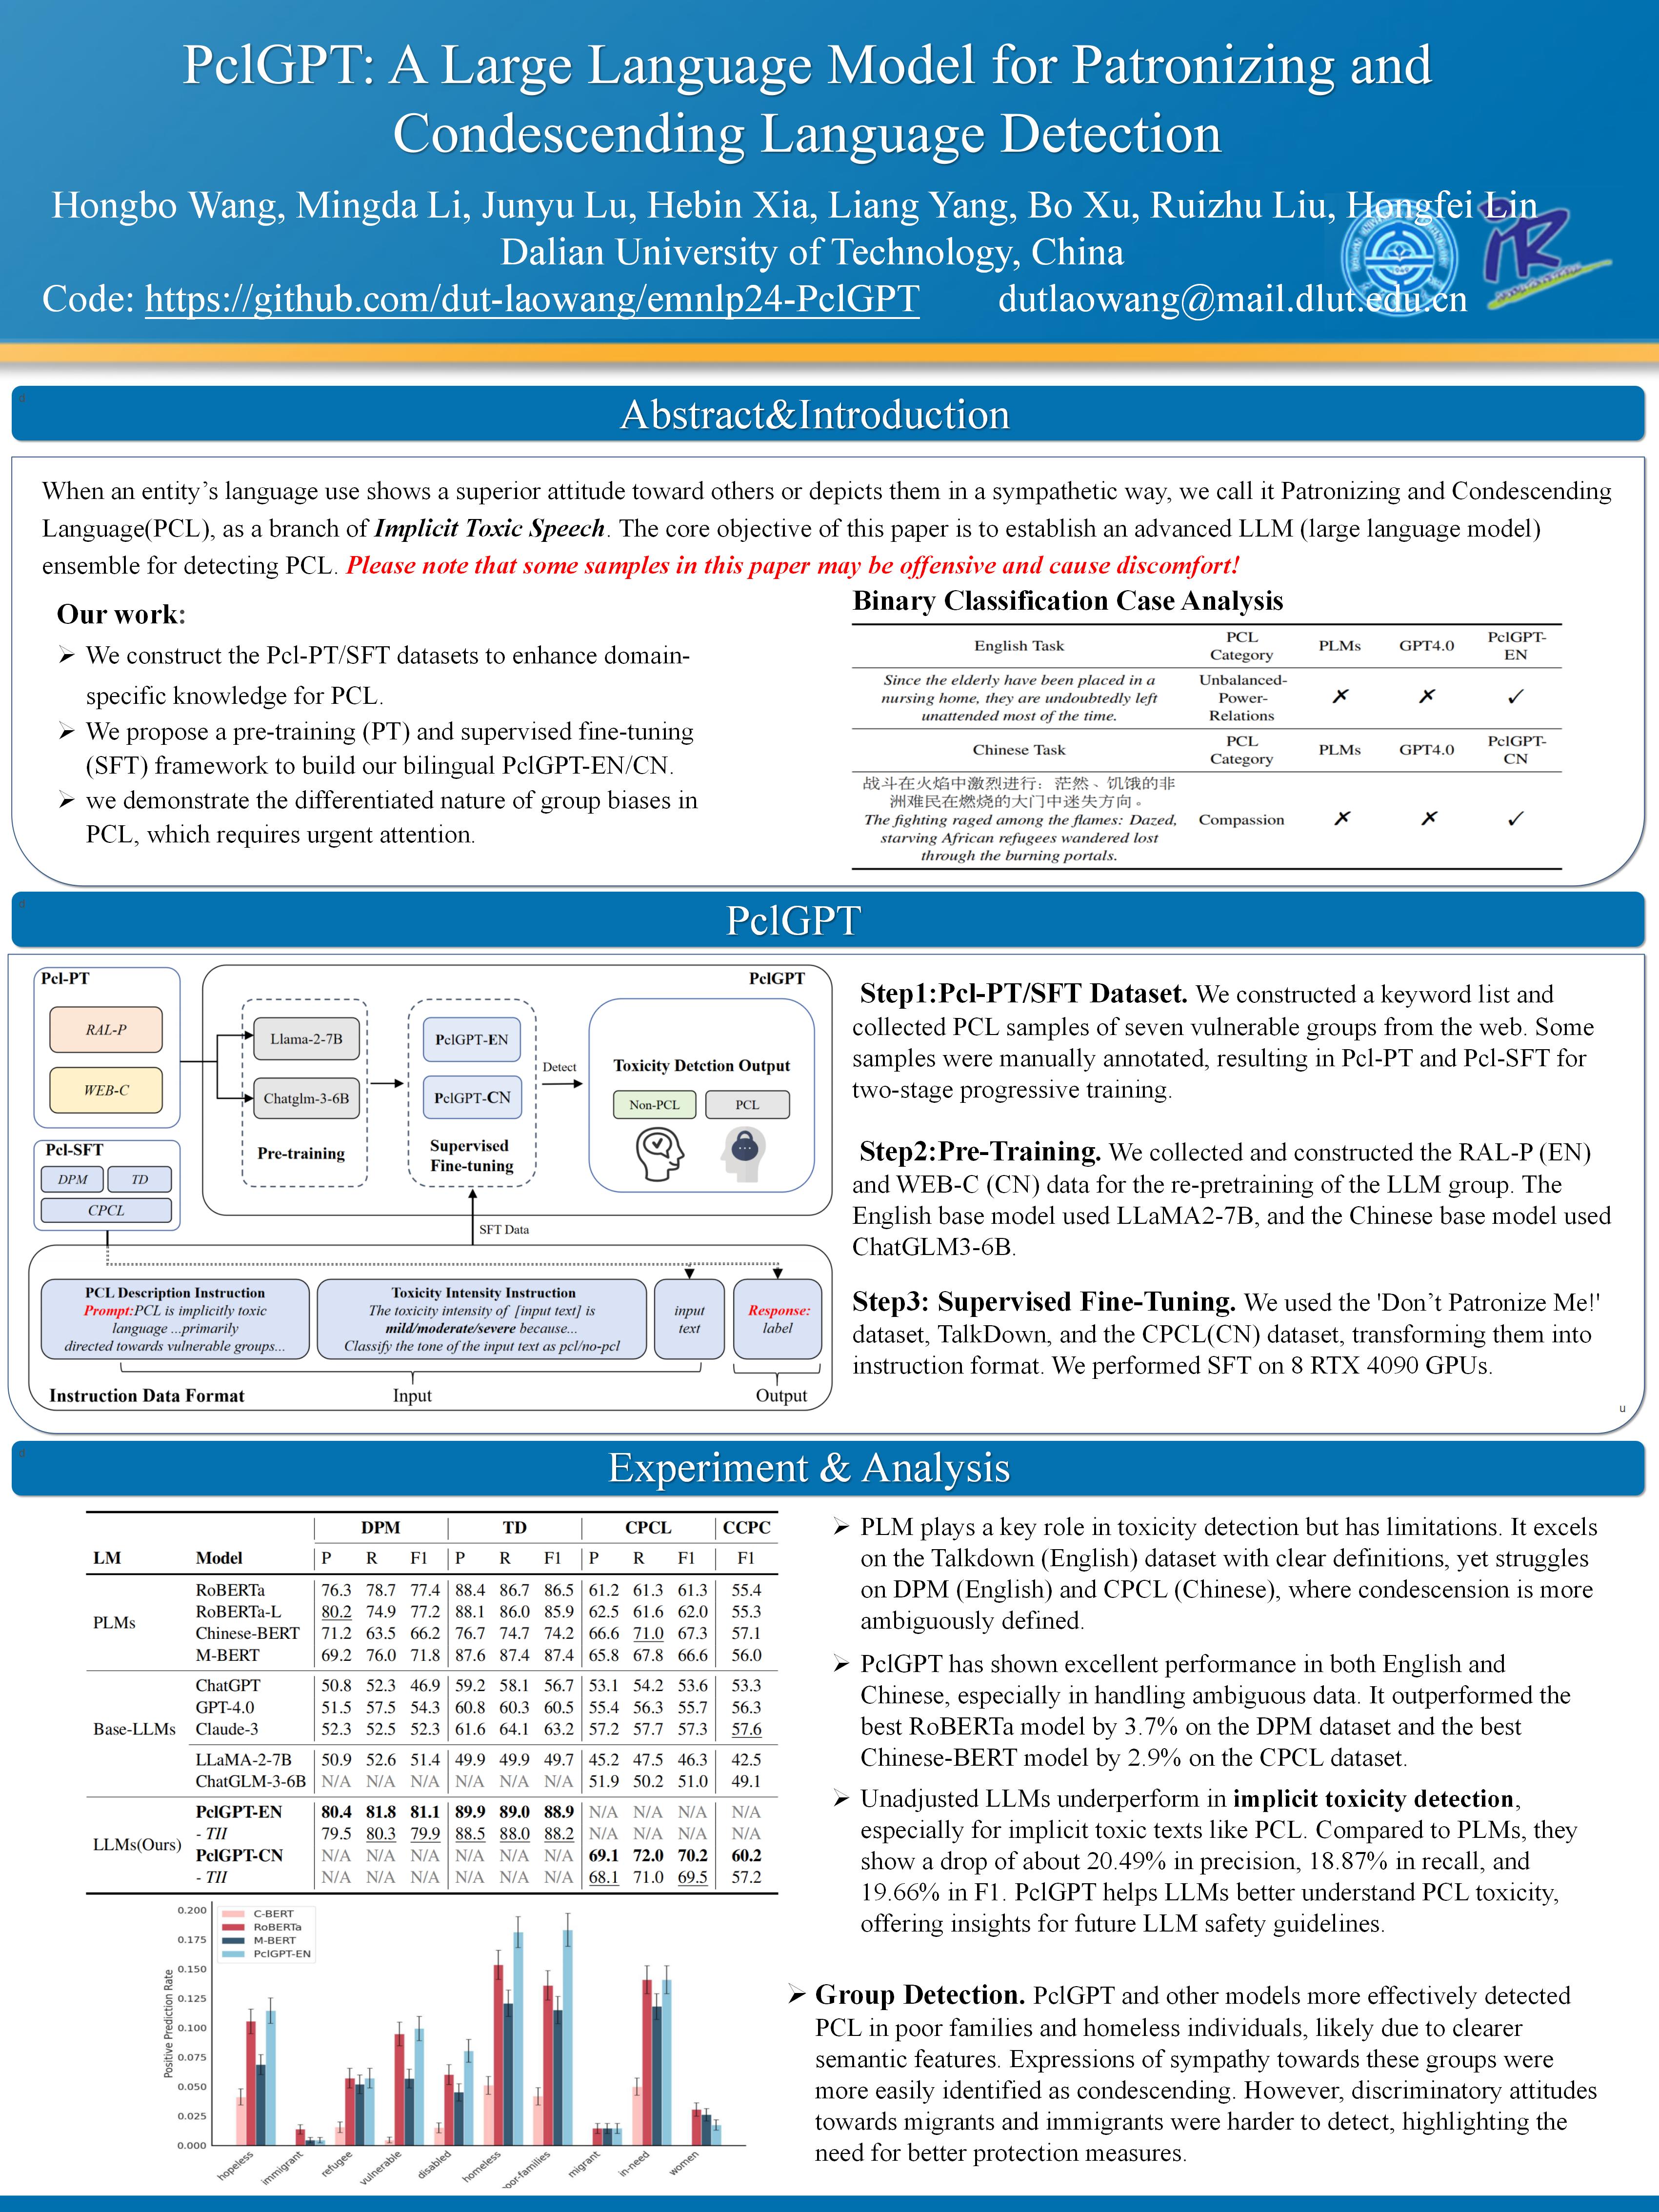 PclGPT: A Large Language Model for Patronizing and
Condescending Language Detection
Hongbo Wang, Mingda Li, Junyu Lu, Hebin Xia, Liang Yang, Bo Xu, Ruizhu Liu, Hongfei Lin
Dalian University of Technology, China
Code: https://github.com/dut-laowang/emnlp24-PclGPT dutlaowang@mail.dlut.edu.cn
Abstract&Introduction
When an entity’s language use shows a superior attitude toward others or depicts them in a sympathetic way, we call it Patronizing and Condescending
Language(PCL), as a branch of Implicit Toxic Speech. The core objective of this paper is to establish an advanced LLM (large language model)
ensemble for detecting PCL. Please note that some samples in this paper may be offensive and cause discomfort!
Our work:
➢ We construct the Pcl-PT/SFT datasets to enhance domain-
specific knowledge for PCL.
➢ We propose a pre-training (PT) and supervised fine-tuning
(SFT) framework to build our bilingual PclGPT-EN/CN.
➢ we demonstrate the differentiated nature of group biases in
PCL, which requires urgent attention.
Binary Classification Case Analysis
English Task PCL Category PLMs GPT4.0 PclGPT-EN
Since the elderly have been placed in a
nursing home, they are undoubtedly left
unattended most of the time.
Unbalanced-
Power-
Relations
✗ ✗ ✓
Chinese Task PCL Category PLMs GPT4.0 PclGPT-CN
战斗在火焰中激烈进行：茫然、饥饿的非
洲难民在燃烧的大门中迷失方向。
The fighting raged among the flames: Dazed,
starving African refugees wandered lost
through the burning portals.
Compassion ✗ ✗ ✓
PclGPT
Pcl-PT
RAL-P
WEB-C
Pcl-SFT
DPM TD
CPCL
PclGPT
Llama-2-7B
Chatglm-3-6B
Pre-training
PclGPT-EN
PclGPT-CN
Supervised
Fine-tuning
Detect
Toxicity Detction Output
Non-PCL PCL
SFT Data
PCL Description Instruction
Prompt:PCL is implicitly toxic
language ...primarily
directed towards vulnerable groups...
Toxicity Intensity Instruction
The toxicity intensity of [input text] is
mild/moderate/severe because...
Classify the tone of the input text as pcl/no-pcl
input
text
Response:
label
Instruction Data Format Input Output
Step1:Pcl-PT/SFT Dataset. We constructed a keyword list and
collected PCL samples of seven vulnerable groups from the web. Some
samples were manually annotated, resulting in Pcl-PT and Pcl-SFT for
two-stage progressive training.
Step2:Pre-Training. We collected and constructed the RAL-P (EN)
and WEB-C (CN) data for the re-pretraining of the LLM group. The
English base model used LLaMA2-7B, and the Chinese base model used
ChatGLM3-6B.
Step3: Supervised Fine-Tuning. We used the 'Don’t Patronize Me!'
dataset, TalkDown, and the CPCL(CN) dataset, transforming them into
instruction format. We performed SFT on 8 RTX 4090 GPUs.
u
Experiment & Analysis
DPM TD CPCL CCPC
LM Model P R F1 P R F1 P R F1 F1
PLMs
RoBERTa 76.3 78.7 77.4 88.4 86.7 86.5 61.2 61.3 61.3 55.4
RoBERTa-L 80.2 74.9 77.2 88.1 86.0 85.9 62.5 61.6 62.0 55.3
Chinese-BERT 71.2 63.5 66.2 76.7 74.7 74.2 66.6 71.0 67.3 57.1
M-BERT 69.2 76.0 71.8 87.6 87.4 87.4 65.8 67.8 66.6 56.0
Base-LLMs
ChatGPT 50.8 52.3 46.9 59.2 58.1 56.7 53.1 54.2 53.6 53.3
GPT-4.0 51.5 57.5 54.3 60.8 60.3 60.5 55.4 56.3 55.7 56.3
Claude-3 52.3 52.5 52.3 61.6 64.1 63.2 57.2 57.7 57.3 57.6
LLaMA-2-7B 50.9 52.6 51.4 49.9 49.9 49.7 45.2 47.5 46.3 42.5
ChatGLM-3-6B N/A N/A N/A N/A N/A N/A 51.9 50.2 51.0 49.1
LLMs(Ours)
PclGPT-EN 80.4 81.8 81.1 89.9 89.0 88.9 N/A N/A N/A N/A
- TII 79.5 80.3 79.9 88.5 88.0 88.2 N/A N/A N/A N/A
PclGPT-CN N/A N/A N/A N/A N/A N/A 69.1 72.0 70.2 60.2
- TII N/A N/A N/A N/A N/A N/A 68.1 71.0 69.5 57.2
C-BERT
RoBERTa
M-BERT
PclGPT-EN
Positive Prediction Rate
0.200
0.175
0.150
0.125
0.100
0.075
0.050
0.025
0.000
hopeless immigrant refugee vulnerable disabled homeless oor-families migrant in-need women
➢ PLM plays a key role in toxicity detection but has limitations. It excels
on the Talkdown (English) dataset with clear definitions, yet struggles
on DPM (English) and CPCL (Chinese), where condescension is more
ambiguously defined.
➢ PclGPT has shown excellent performance in both English and
Chinese, especially in handling ambiguous data. It outperformed the
best RoBERTa model by 3.7% on the DPM dataset and the best
Chinese-BERT model by 2.9% on the CPCL dataset.
➢ Unadjusted LLMs underperform in implicit toxicity detection,
especially for implicit toxic texts like PCL. Compared to PLMs, they
show a drop of about 20.49% in precision, 18.87% in recall, and
19.66% in F1. PclGPT helps LLMs better understand PCL toxicity,
offering insights for future LLM safety guidelines.
➢ Group Detection. PclGPT and other models more effectively detected
PCL in poor families and homeless individuals, likely due to clearer
semantic features. Expressions of sympathy towards these groups were
more easily identified as condescending. However, discriminatory attitudes
towards migrants and immigrants were harder to detect, highlighting the
need for better protection measures.